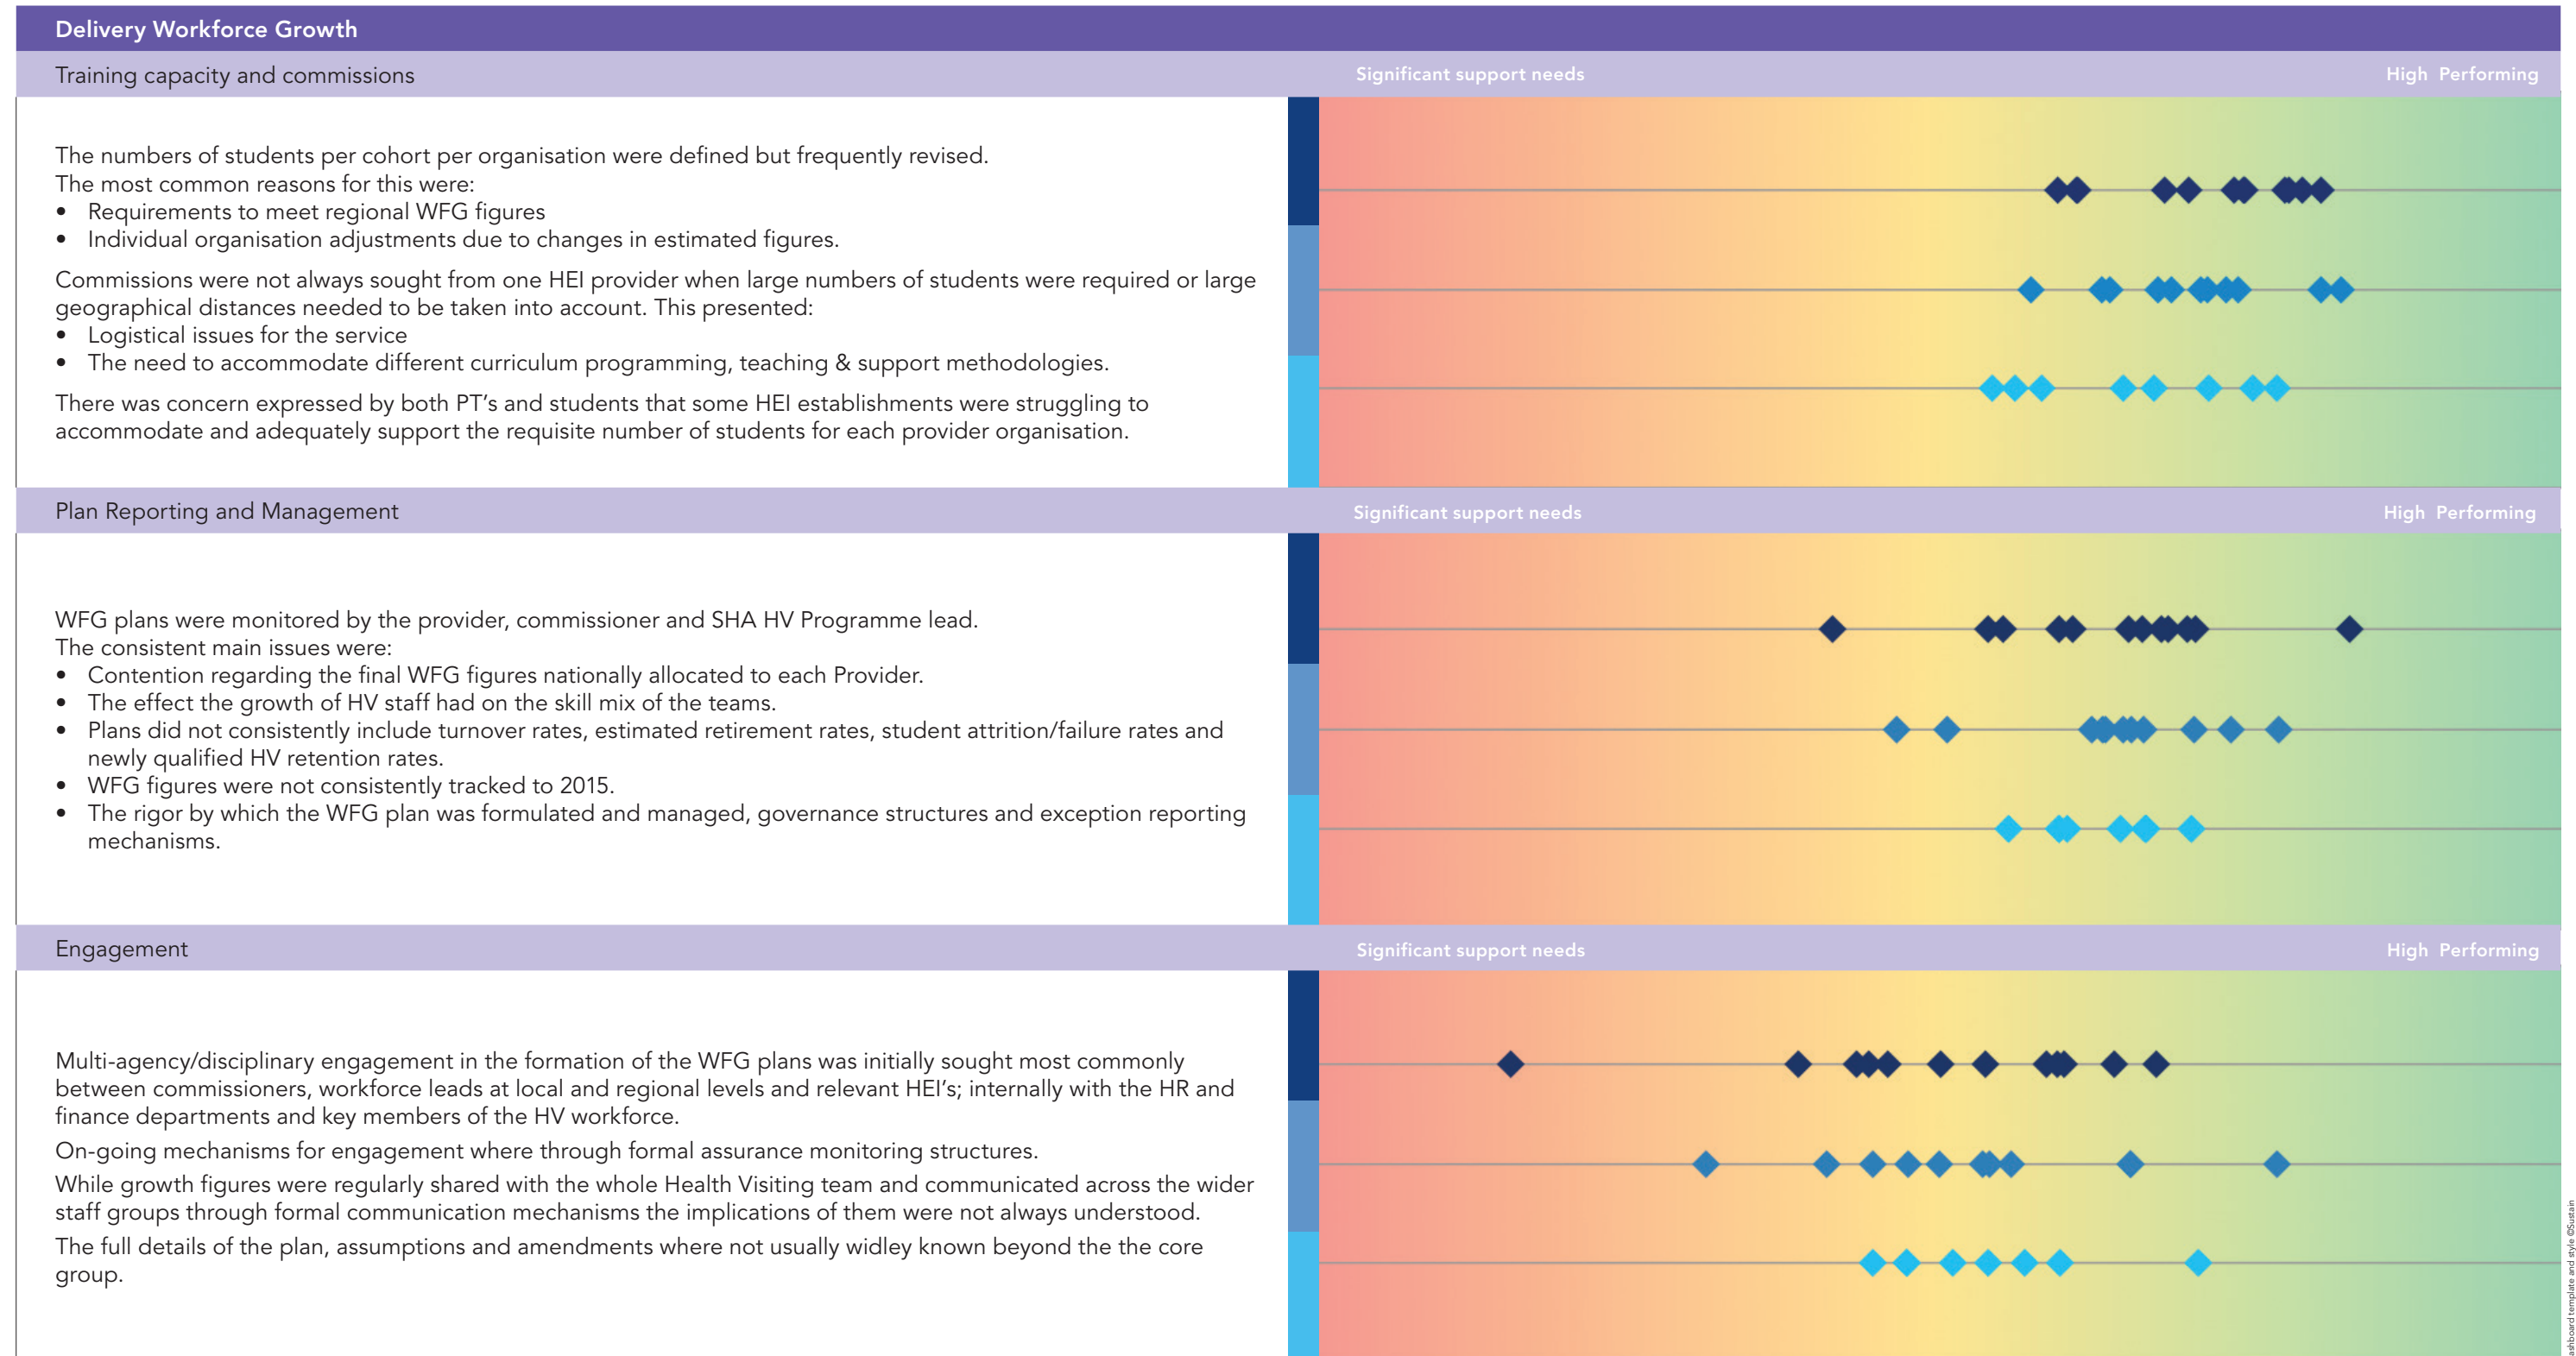 Delivery Workforce Growth
Training capacity and commissions
Significant support needs
High Performing
The numbers of students per cohort per organisation were defined but frequently revised.
The most common reasons for this were:
• Requirements to meet regional WFG figures
• Individual organisation adjustments due to changes in estimated figures.
Commissions were not always sought from one HEI provider when large numbers of students were required or large
geographical distances needed to be taken into account. This presented:
• Logistical issues for the service
• The need to accommodate different curriculum programming, teaching & support methodologies.
There was concern expressed by both PT's and students that some HEI establishments were struggling to
accommodate and adequately support the requisite number of students for each provider organisation.
Plan Reporting and Management
Significant support needs
High Performing
WFG plans were monitored by the provider, commissioner and SHA HV Programme lead.
The consistent main issues were:
• Contention regarding the final WFG figures nationally allocated to each Provider.
• The effect the growth of HV staff had on the skill mix of the teams.
• Plans did not consistently include turnover rates, estimated retirement rates, student attrition/failure rates and
newly qualified HV retention rates.
• WFG figures were not consistently tracked to 2015.
• The rigor by which the WFG plan was formulated and managed, governance structures and exception reporting
mechanisms.
Engagement
Significant support needs
High Performing
Multi-agency/disciplinary engagement in the formation of the WFG plans was initially sought most commonly
between commissioners, workforce leads at local and regional levels and relevant HEI's; internally with the HR and
finance departments and key members of the HV workforce.
On-going mechanisms for engagement where through formal assurance monitoring structures.
While growth figures were regularly shared with the whole Health Visiting team and communicated across the wider
staff groups through formal communication mechanisms the implications of them were not always understood.
The full details of the plan, assumptions and amendments where not usually widley known beyond the the core
group.
template and style ©Sustain